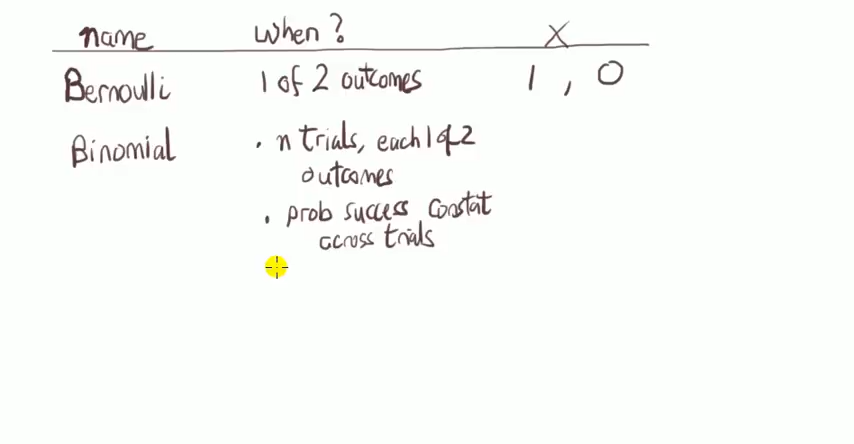 name When? X
Bernoulli 1 of 2 outcomes 1, 0
Binomial • n trials, each 1 of 2
outcomes
• prob success constat
across trials